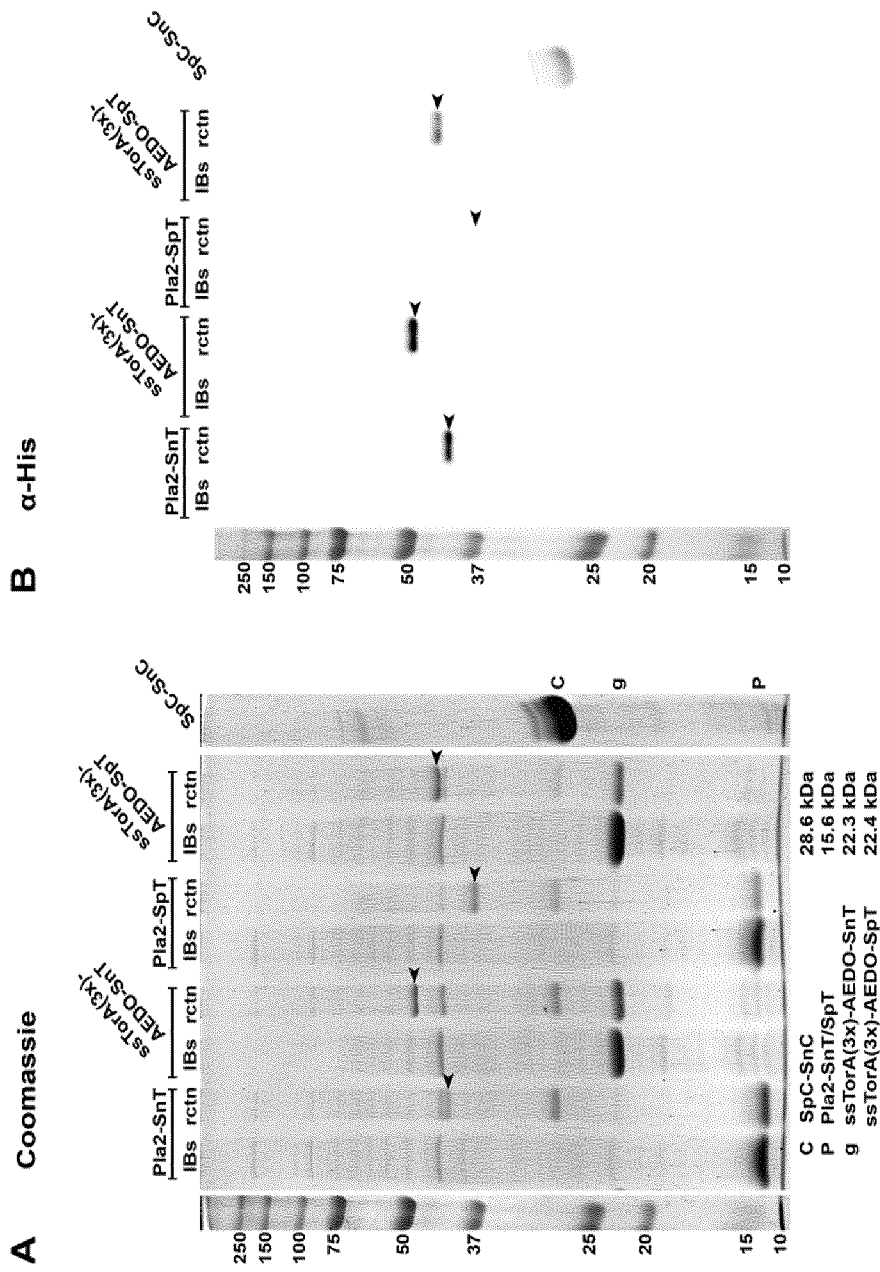 A Coomassie
Pla2-SnT
ssTorA(3x)-
AEDO-SnT
Pla2-SpT
ssTorA(3x)-
AEDO-SpT
SpC-SnC
IBs rctn IBs rctn IBs rctn IBs rctn
250
150
100
75
50
37
25
20
15
10
C
g
P
C SpC-SnC 28.6 kDa
P Pla2-SnT/SpT 15.6 kDa
g ssTorA(3x)-AEDO-SnT 22.3 kDa
ssTorA(3x)-AEDO-SpT 22.4 kDa
B α-His
Pla2-SnT
ssTorA(3x)-
AEDO-SnT
Pla2-SpT
ssTorA(3x)-
AEDO-SpT
SpC-SnC
IBs rctn IBs rctn IBs rctn IBs rctn
250
150
100
75
50
37
25
20
15
10